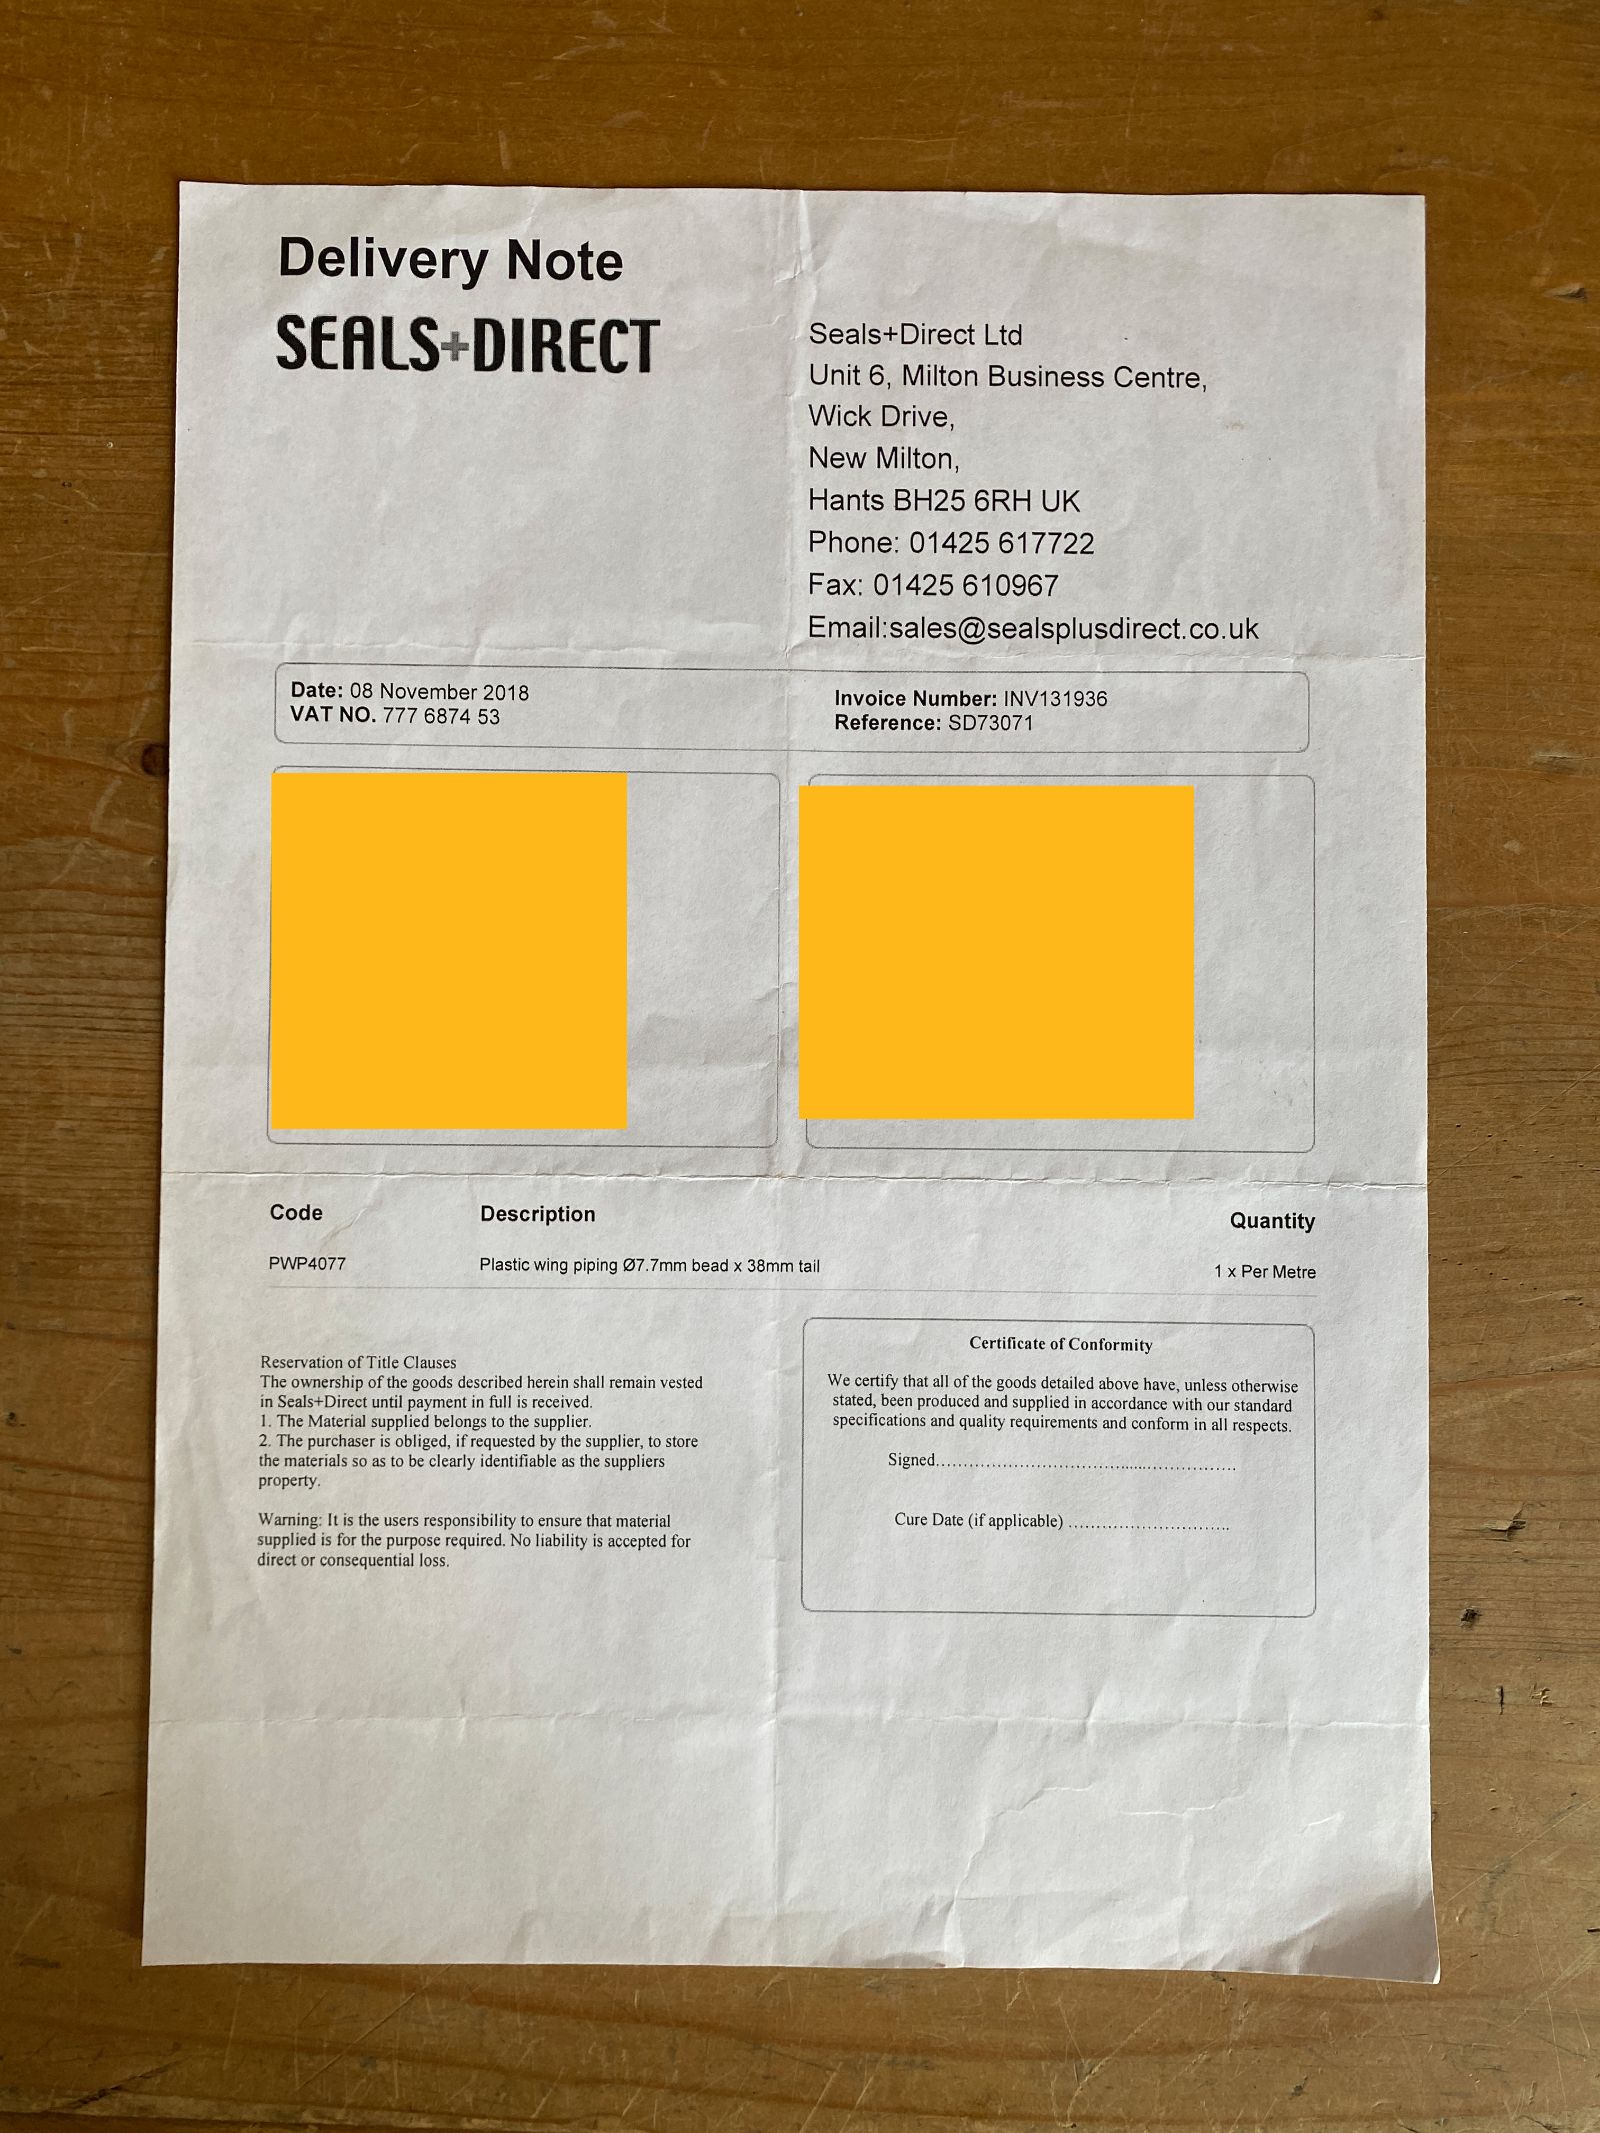 Delivery Note
SEALS+DIRECT
Seals+Direct Ltd
Unit 6, Milton Business Centre,
Wick Drive,
New Milton,
Hants BH25 6RH UK
Phone: 01425 617722
Fax: 01425 610967
Email:sales@sealsplusdirect.co.uk
Date: 08 November 2018
VAT NO. 777 6874 53
Invoice Number: INV131936
Reference: SD73071
Code Description Quantity
PWP4077 Plastic wing piping Ø7.7mm bead x 38mm tail 1 x Per Metre
Reservation of Title Clauses
The ownership of the goods described herein shall remain vested
in Seals+Direct until payment in full is received.
1. The Material supplied belongs to the supplier.
2. The purchaser is obliged, if requested by the supplier, to store
the materials so as to be clearly identifiable as the suppliers
property.
Warning: It is the users responsibility to ensure that material
supplied is for the purpose required. No liability is accepted for
direct or consequential loss.
Certificate of Conformity
We certify that all of the goods detailed above have, unless otherwise
stated, been produced and supplied in accordance with our standard
specifications and quality requirements and conform in all respects.
Signed................................................
Cure Date (if applicable) ..............................